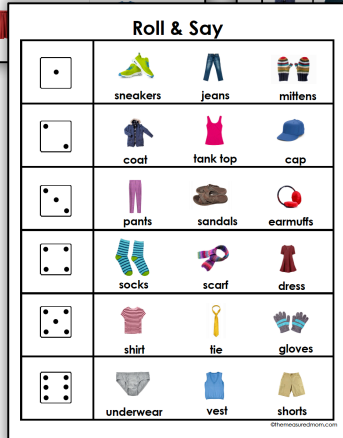 Roll & Say
sneakers jeans mittens
coat tank top cap
pants sandals earmuffs
socks scarf dress
shirt tie gloves
underwear vest shorts
©themeasuredmom.com